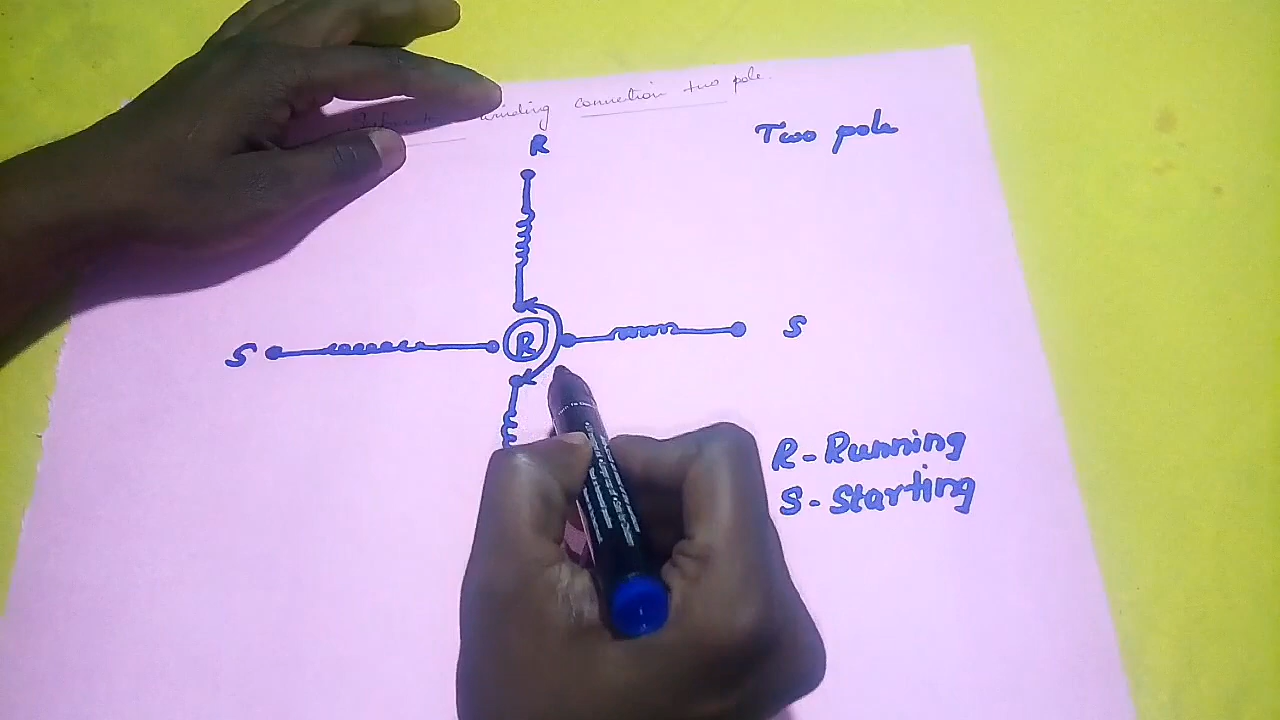 winding connection two pole.
Two pole
R
S
R
S
R - Running
S - Starting